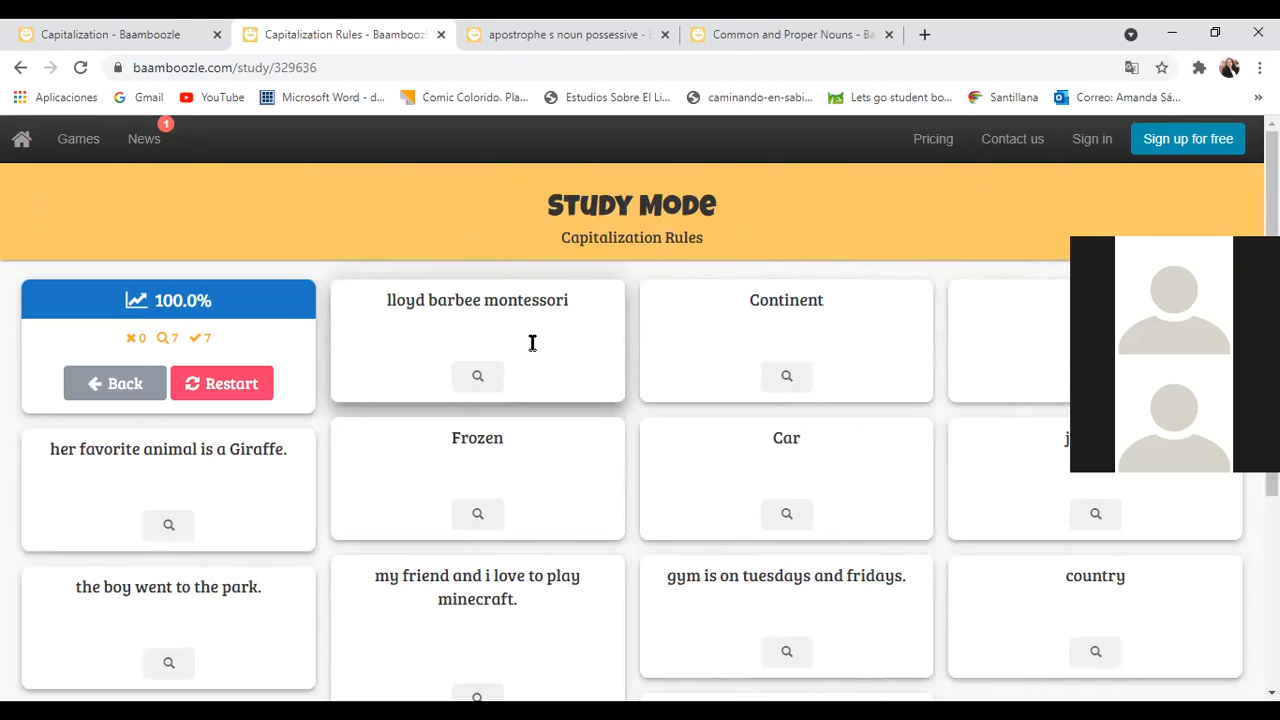 Capitalization - Baamboozle
Capitalization Rules - Baambooz
apostrophe s noun possessive - B
Common and Proper Nouns - Ba
baamboozle.com/study/329636
Aplicaciones
Gmail
YouTube
Microsoft Word - d...
Comic Colorido. Pla...
Estudios Sobre El Li...
caminando-en-sabi...
Lets go student bo...
Santillana
Correo: Amanda Sá...
»
Games
News
1
Pricing
Contact us
Sign in
Sign up for free
STUDY MODE
Capitalization Rules
100.0%
0
7
7
Back
Restart
lloyd barbee montessori
Continent
her favorite animal is a Giraffe.
Frozen
Car
j
the boy went to the park.
my friend and i love to play
minecraft.
gym is on tuesdays and fridays.
country